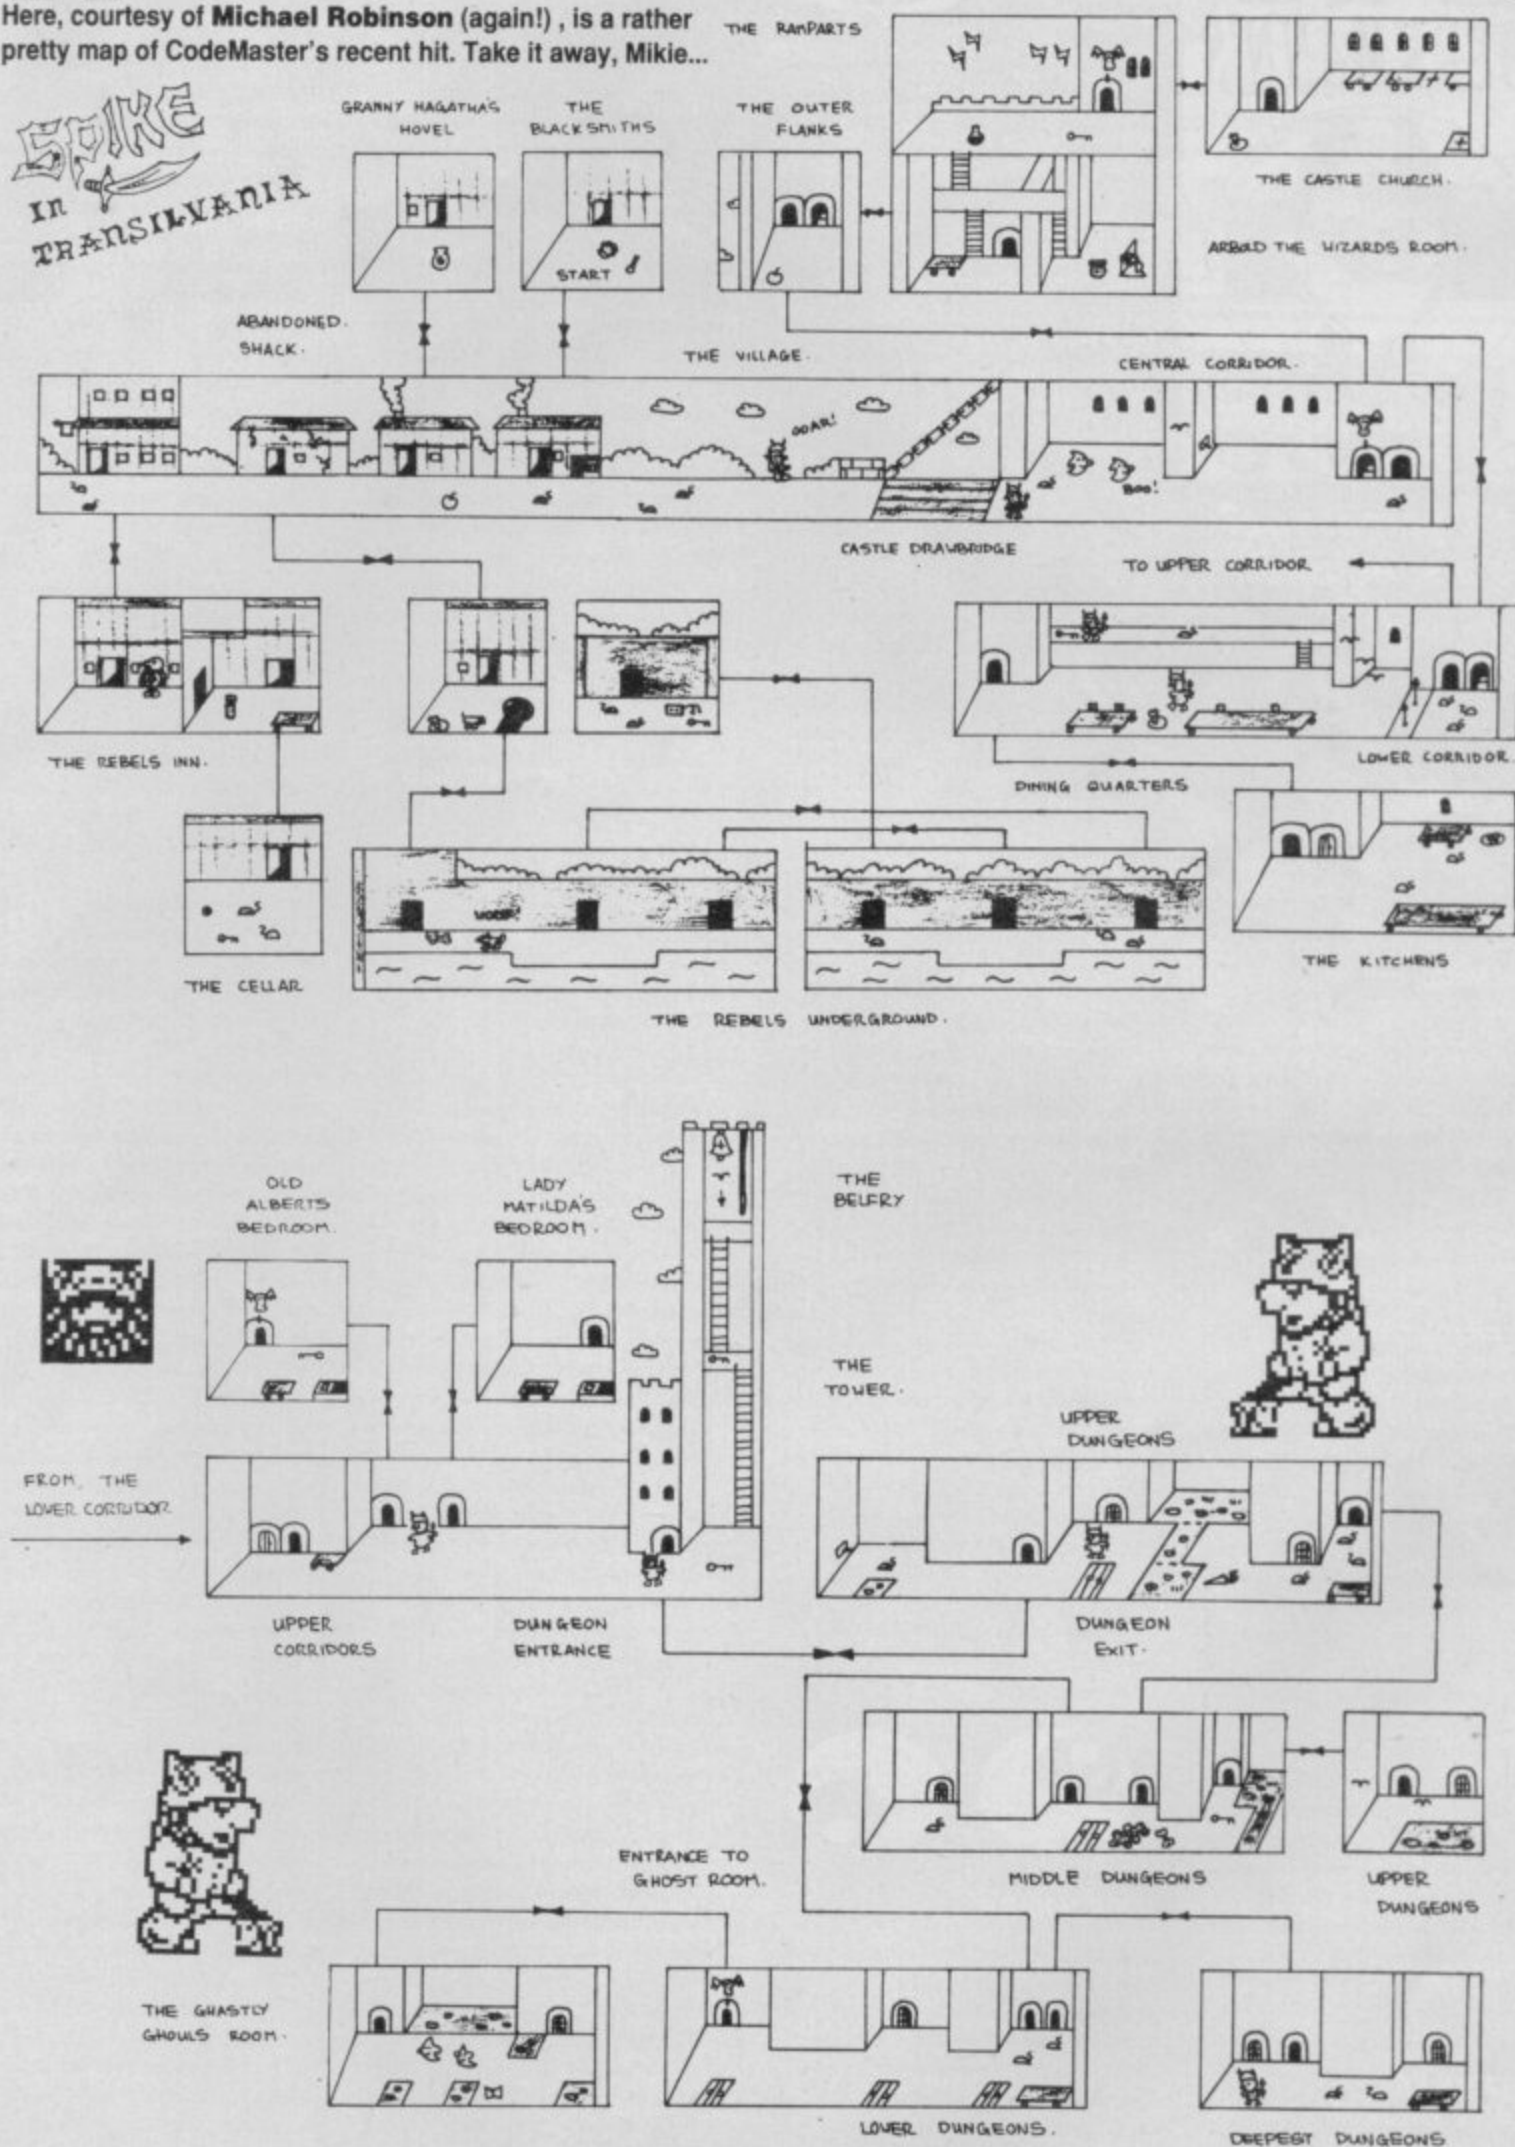 Here, courtesy of Michael Robinson (again!) , is a rather
pretty map of CodeMaster's recent hit. Take it away, Mikie...
SPIKE
IN
TRANSILVANIA
THE RAMPARTS
GRANNY HAGATHA'S
HOVEL
THE
BLACKSMITHS
THE OUTER
FLANKS
START
THE CASTLE CHURCH.
ARBOLD THE WIZARDS ROOM.
ABANDONED.
SHACK.
THE VILLAGE.
CENTRAL CORRIDOR.
OOAR!
BOO!
CASTLE DRAWBRIDGE
TO UPPER CORRIDOR
THE REBELS INN.
LOWER CORRIDOR.
DINING QUARTERS
WOOF!
THE CELLAR
THE KITCHENS
THE REBELS UNDERGROUND.
OLD
ALBERTS
BEDROOM.
LADY
MATILDA'S
BEDROOM.
THE
BELFRY
THE
TOWER.
UPPER
DUNGEONS
FROM, THE
LOWER CORRIDOR
UPPER
CORRIDORS
DUNGEON
ENTRANCE
DUNGEON
EXIT.
ENTRANCE TO
GHOST ROOM.
MIDDLE DUNGEONS
UPPER
DUNGEONS
THE GHASTLY
GHOULS ROOM.
LOWER DUNGEONS.
DEEPEST DUNGEONS